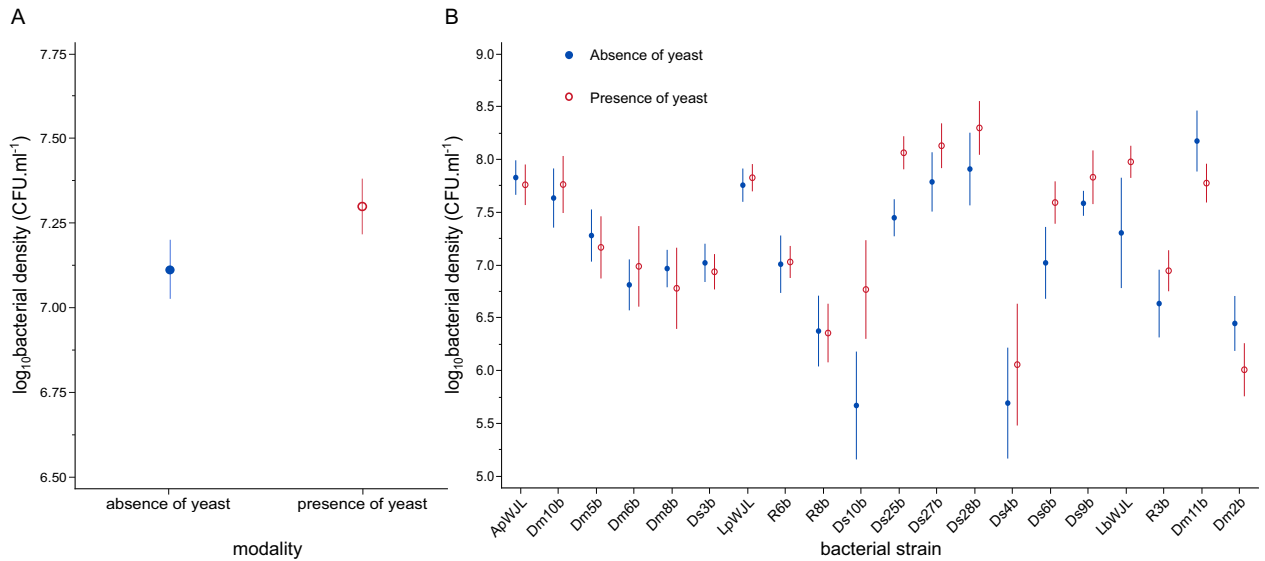 A
7.75
7.50
7.25
7.00
6.75
6.50
log₁₀bacterial density (CFU.ml⁻¹)
absence of yeast
presence of yeast
modality
B
Absence of yeast
Presence of yeast
9.0
8.5
8.0
7.5
7.0
6.5
6.0
5.5
5.0
log₁₀bacterial density (CFU.ml⁻¹)
ApWJL
Dm10b
Dm5b
Dm6b
Dm8b
Ds3b
LpWJL
R6b
R8b
Ds10b
Ds25b
Ds27b
Ds28b
Ds4b
Ds6b
Ds9b
LbWJL
R3b
Dm11b
Dm2b
bacterial strain